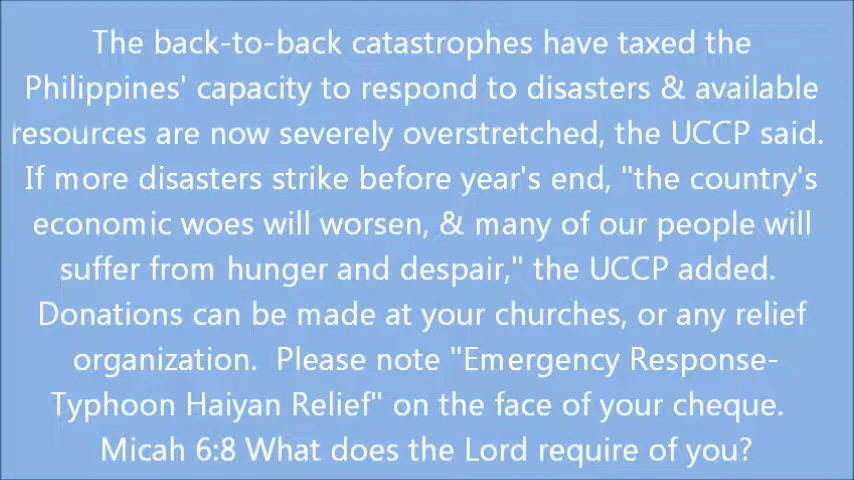 The back-to-back catastrophes have taxed the
Philippines' capacity to respond to disasters & available
resources are now severely overstretched, the UCCP said.
If more disasters strike before year's end, "the country's
economic woes will worsen, & many of our people will
suffer from hunger and despair," the UCCP added.
Donations can be made at your churches, or any relief
organization.  Please note "Emergency Response-
Typhoon Haiyan Relief" on the face of your cheque.
Micah 6:8 What does the Lord require of you?